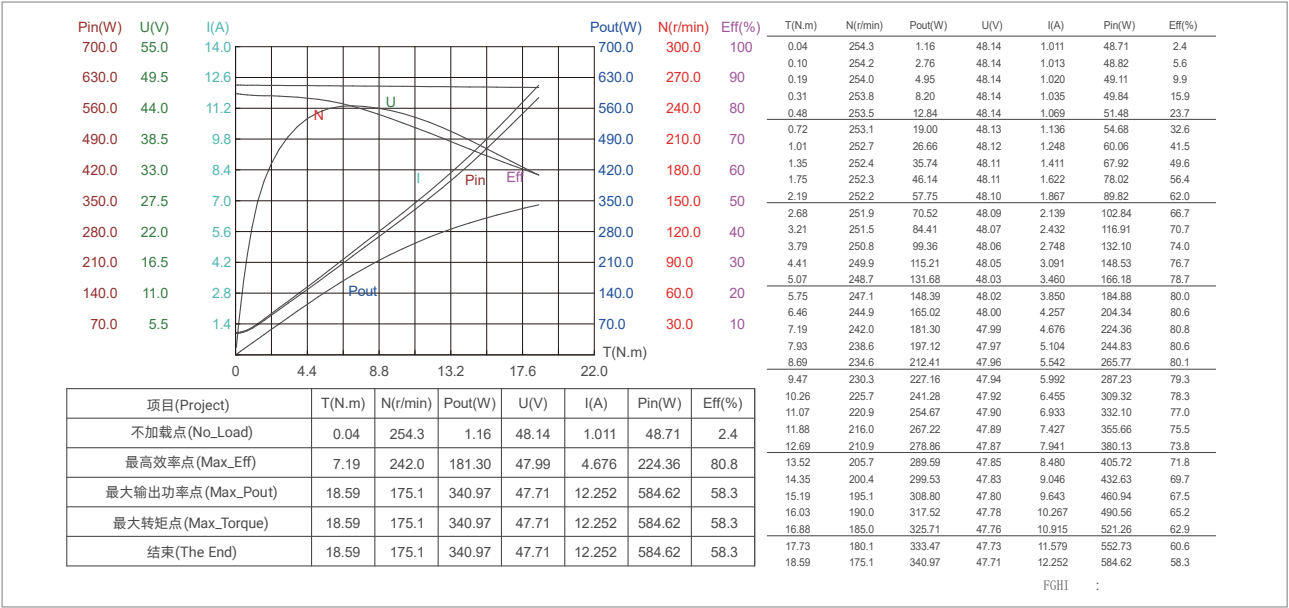 Pin(W) U(V) I(A) Pout(W) N(r/min) Eff(%)
700.0 55.0 14.0 700.0 300.0 100
630.0 49.5 12.6 630.0 270.0 90
560.0 44.0 11.2 560.0 240.0 80
490.0 38.5 9.8 490.0 210.0 70
420.0 33.0 8.4 420.0 180.0 60
350.0 27.5 7.0 350.0 150.0 50
280.0 22.0 5.6 280.0 120.0 40
210.0 16.5 4.2 210.0 90.0 30
140.0 11.0 2.8 140.0 60.0 20
70.0 5.5 1.4 70.0 30.0 10
U
N
I Pin Eff
Pout
T(N.m)
0 4.4 8.8 13.2 17.6 22.0
项目(Project) T(N.m) N(r/min) Pout(W) U(V) I(A) Pin(W) Eff(%)
不加载点(No_Load) 0.04 254.3 1.16 48.14 1.011 48.71 2.4
最高效率点(Max_Eff) 7.19 242.0 181.30 47.99 4.676 224.36 80.8
最大输出功率点(Max_Pout) 18.59 175.1 340.97 47.71 12.252 584.62 58.3
最大转矩点(Max_Torque) 18.59 175.1 340.97 47.71 12.252 584.62 58.3
结束(The End) 18.59 175.1 340.97 47.71 12.252 584.62 58.3
T(N.m) N(r/min) Pout(W) U(V) I(A) Pin(W) Eff(%)
0.04 254.3 1.16 48.14 1.011 48.71 2.4
0.10 254.2 2.76 48.14 1.013 48.82 5.6
0.19 254.0 4.95 48.14 1.020 49.11 9.9
0.31 253.8 8.20 48.14 1.035 49.84 15.9
0.48 253.5 12.84 48.14 1.069 51.48 23.7
0.72 253.1 19.00 48.13 1.136 54.68 32.6
1.01 252.7 26.66 48.12 1.248 60.06 41.5
1.35 252.4 35.74 48.11 1.411 67.92 49.6
1.75 252.3 46.14 48.11 1.622 78.02 56.4
2.19 252.2 57.75 48.10 1.867 89.82 62.0
2.68 251.9 70.52 48.09 2.139 102.84 66.7
3.21 251.5 84.41 48.07 2.432 116.91 70.7
3.79 250.8 99.36 48.06 2.748 132.10 74.0
4.41 249.9 115.21 48.05 3.091 148.53 76.7
5.07 248.7 131.68 48.03 3.460 166.18 78.7
5.75 247.1 148.39 48.02 3.850 184.88 80.0
6.46 244.9 165.02 48.00 4.257 204.34 80.6
7.19 242.0 181.30 47.99 4.676 224.36 80.8
7.93 238.6 197.12 47.97 5.104 244.83 80.6
8.69 234.6 212.41 47.96 5.542 265.77 80.1
9.47 230.3 227.16 47.94 5.992 287.23 79.3
10.26 225.7 241.28 47.92 6.455 309.32 78.3
11.07 220.9 254.67 47.90 6.933 332.10 77.0
11.88 216.0 267.22 47.89 7.427 355.66 75.5
12.69 210.9 278.86 47.87 7.941 380.13 73.8
13.52 205.7 289.59 47.85 8.480 405.72 71.8
14.35 200.4 299.53 47.83 9.046 432.63 69.7
15.19 195.1 308.80 47.80 9.643 460.94 67.5
16.03 190.0 317.52 47.78 10.267 490.56 65.2
16.88 185.0 325.71 47.76 10.915 521.26 62.9
17.73 180.1 333.47 47.73 11.579 552.73 60.6
18.59 175.1 340.97 47.71 12.252 584.62 58.3
FGHI :